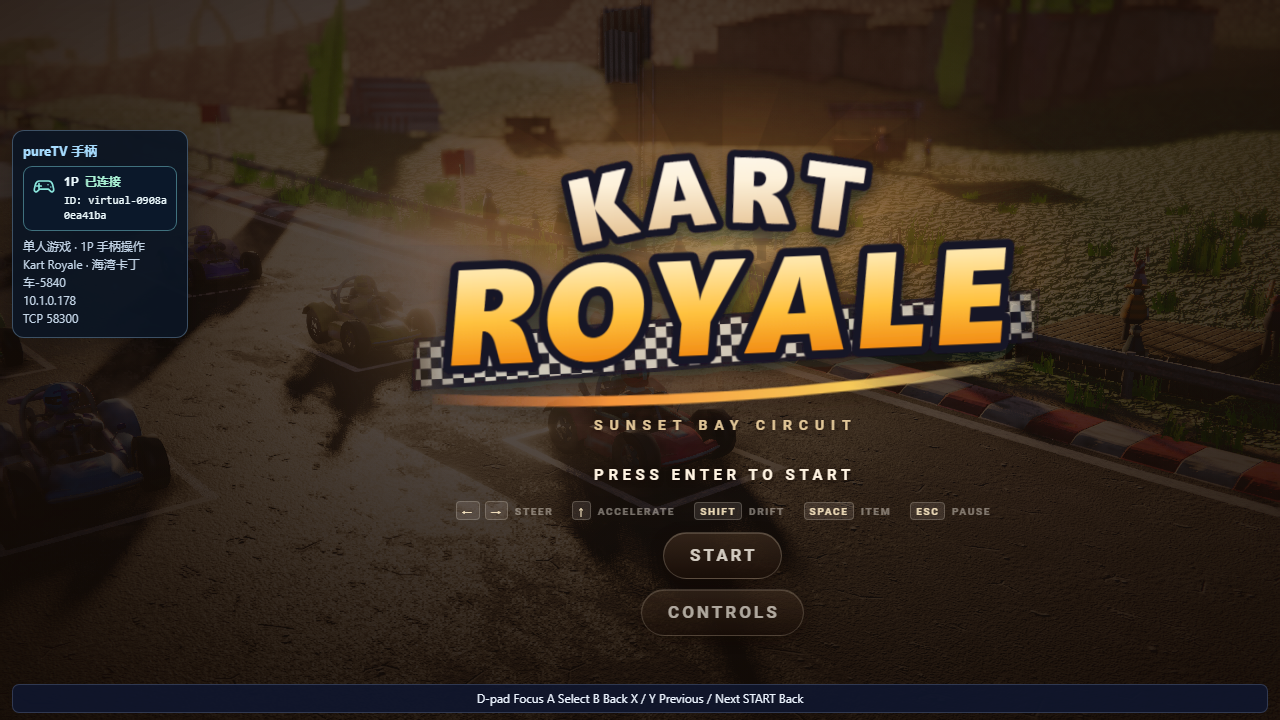 pureTV 手柄
1P 已连接
ID: virtual-0908a
0ea41ba
单人游戏 · 1P 手柄操作
Kart Royale · 海湾卡丁
车-5840
10.1.0.178
TCP 58300
KART
ROYALE
SUNSET BAY CIRCUIT
PRESS ENTER TO START
← → STEER ↑ ACCELERATE SHIFT DRIFT SPACE ITEM ESC PAUSE
START
CONTROLS
D-pad Focus A Select B Back X / Y Previous / Next START Back